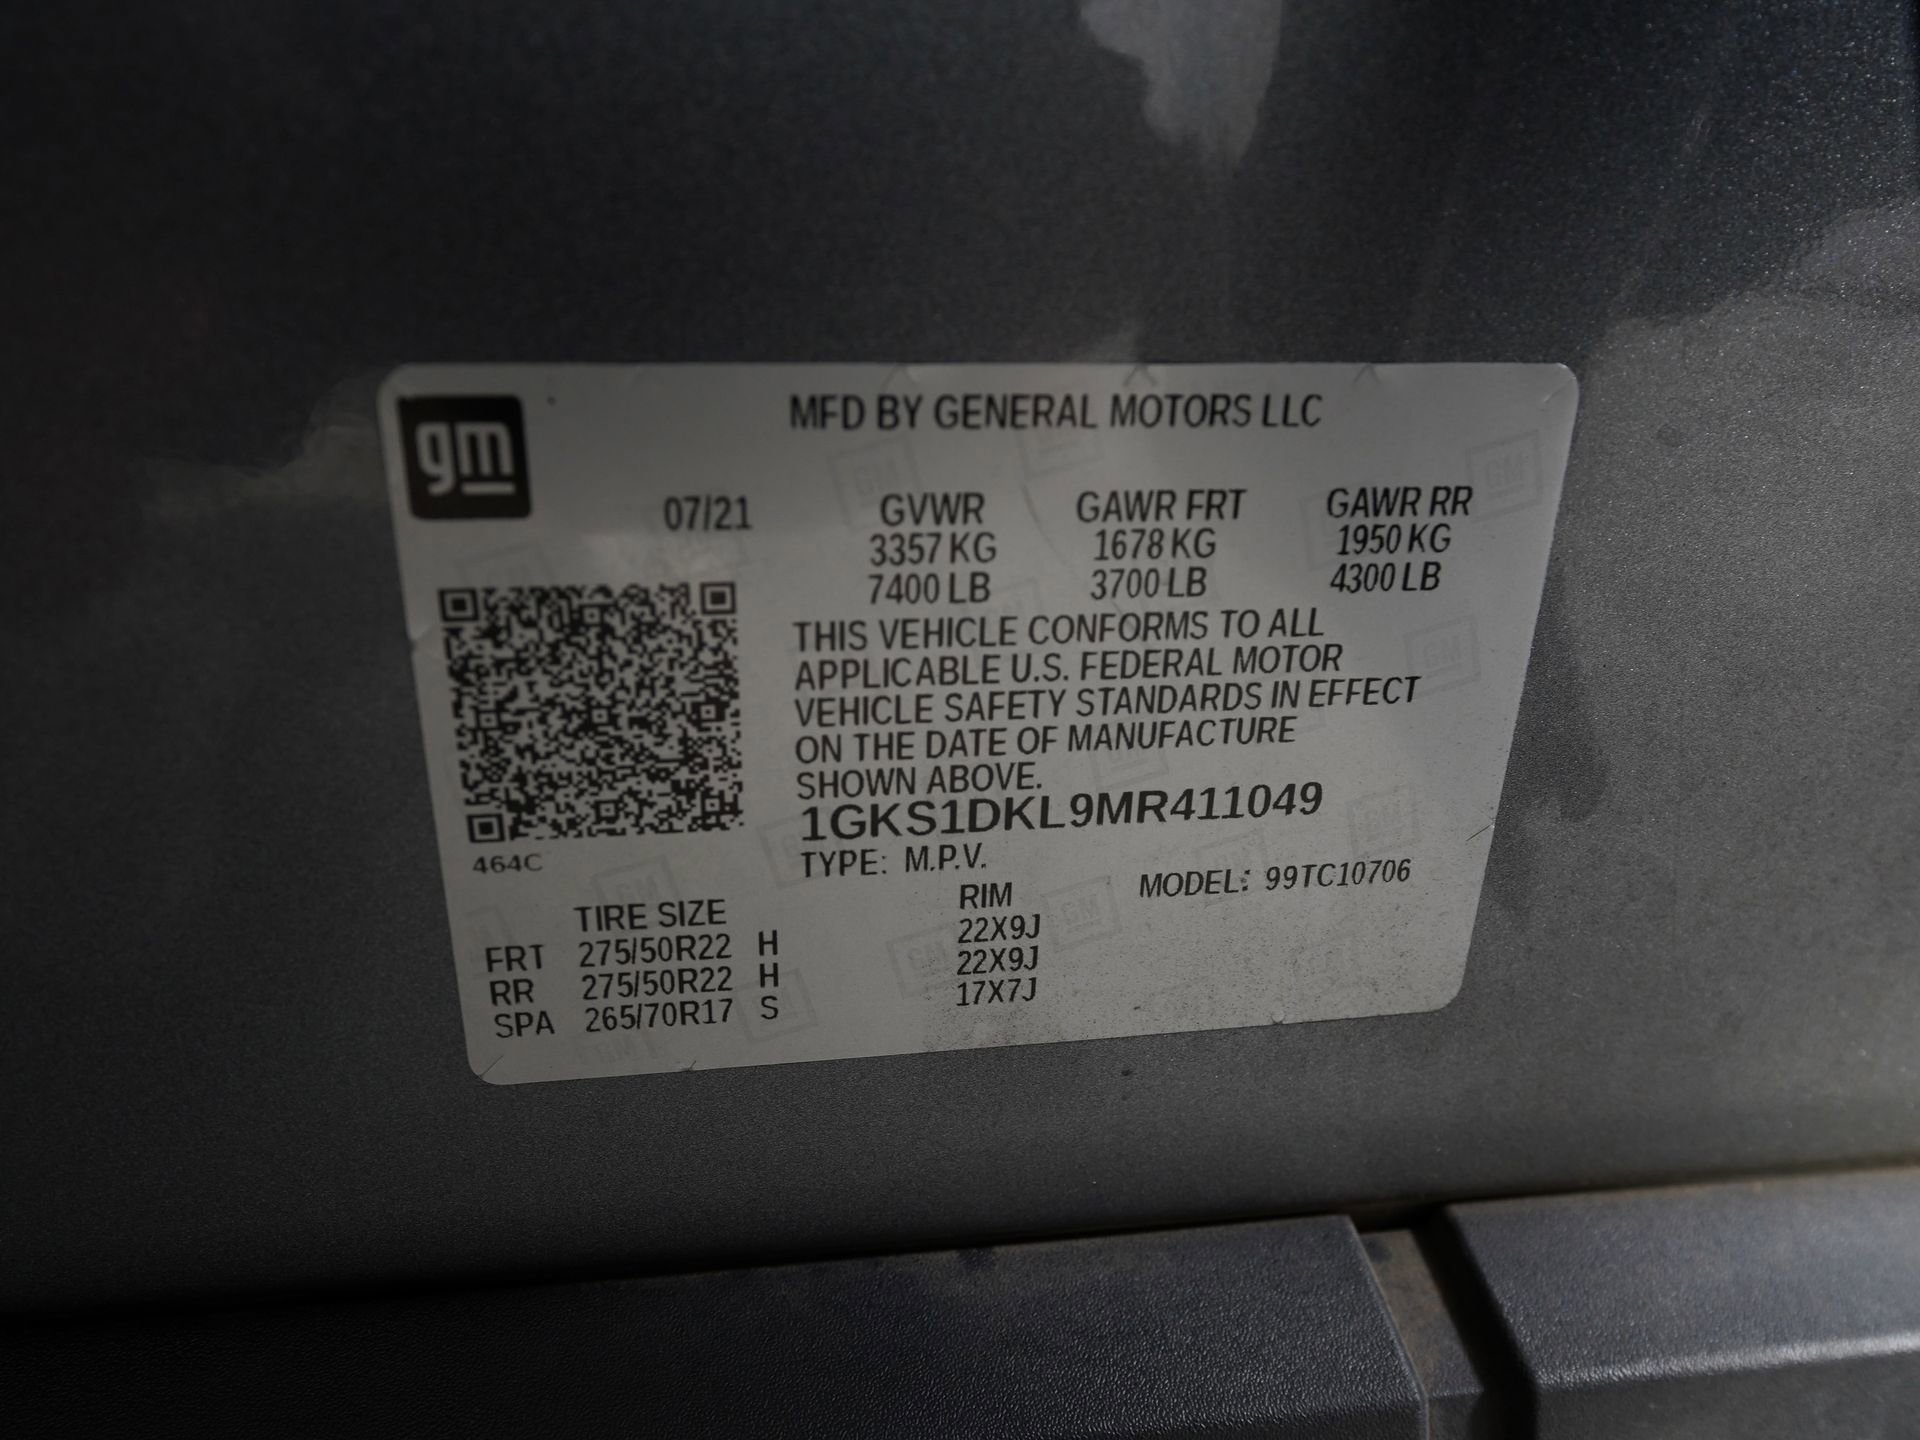 gm
MFD BY GENERAL MOTORS LLC
07/21 GVWR GAWR FRT GAWR RR
3357 KG 1678 KG 1950 KG
7400 LB 3700 LB 4300 LB
THIS VEHICLE CONFORMS TO ALL
APPLICABLE U.S. FEDERAL MOTOR
VEHICLE SAFETY STANDARDS IN EFFECT
ON THE DATE OF MANUFACTURE
SHOWN ABOVE.
1GKS1DKL9MR411049
464C
TYPE: M.P.V. MODEL: 99TC10706
TIRE SIZE RIM
FRT 275/50R22 H 22X9J
RR 275/50R22 H 22X9J
SPA 265/70R17 S 17X7J